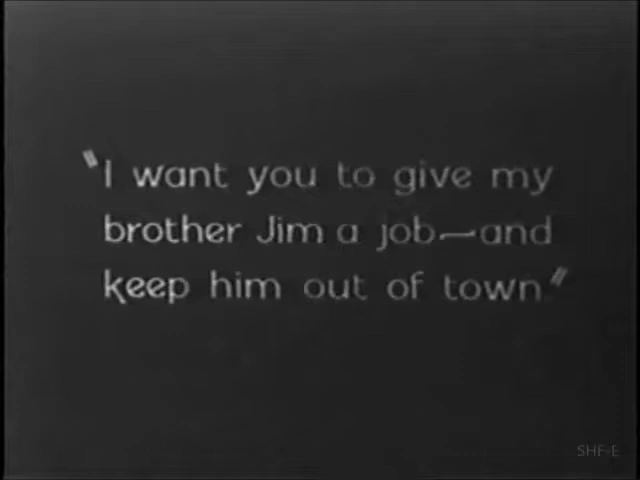 "I want you to give my
brother Jim a job—and
keep him out of town."
SHF-E